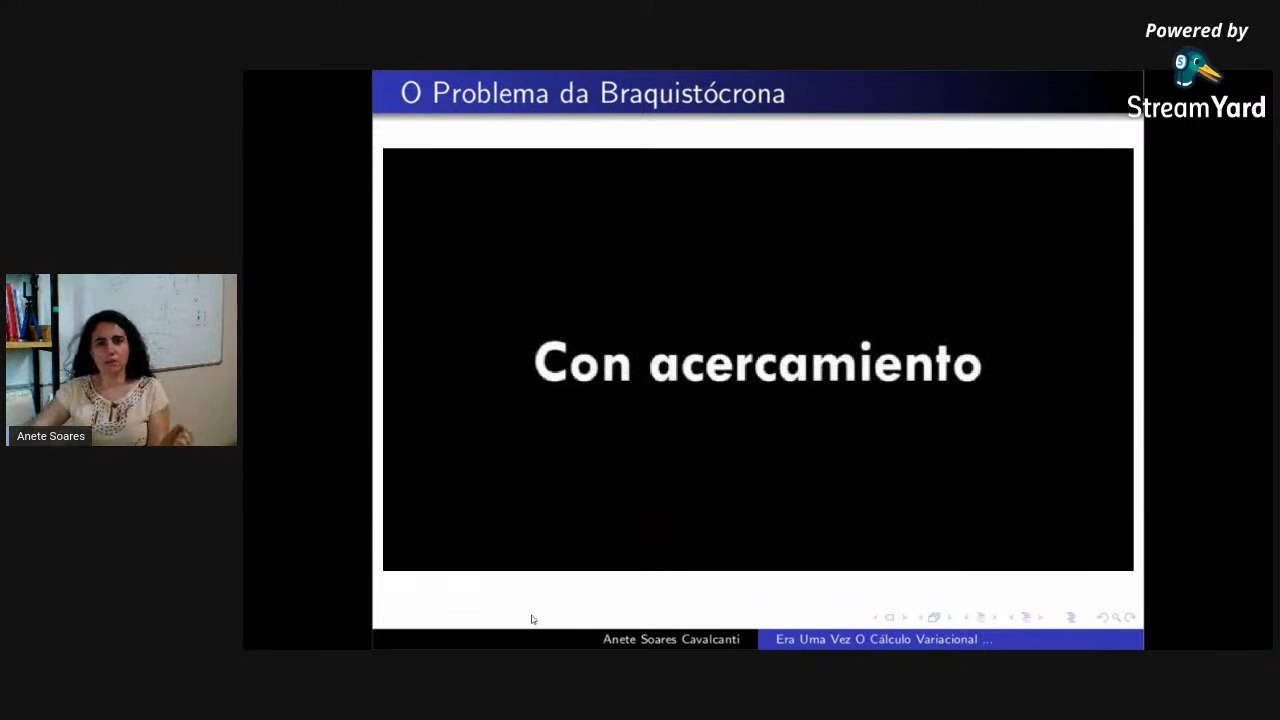 Powered by
StreamYard
O Problema da Braquistócrona
Con acercamiento
Anete Soares
Anete Soares Cavalcanti
Era Uma Vez O Cálculo Variacional ...